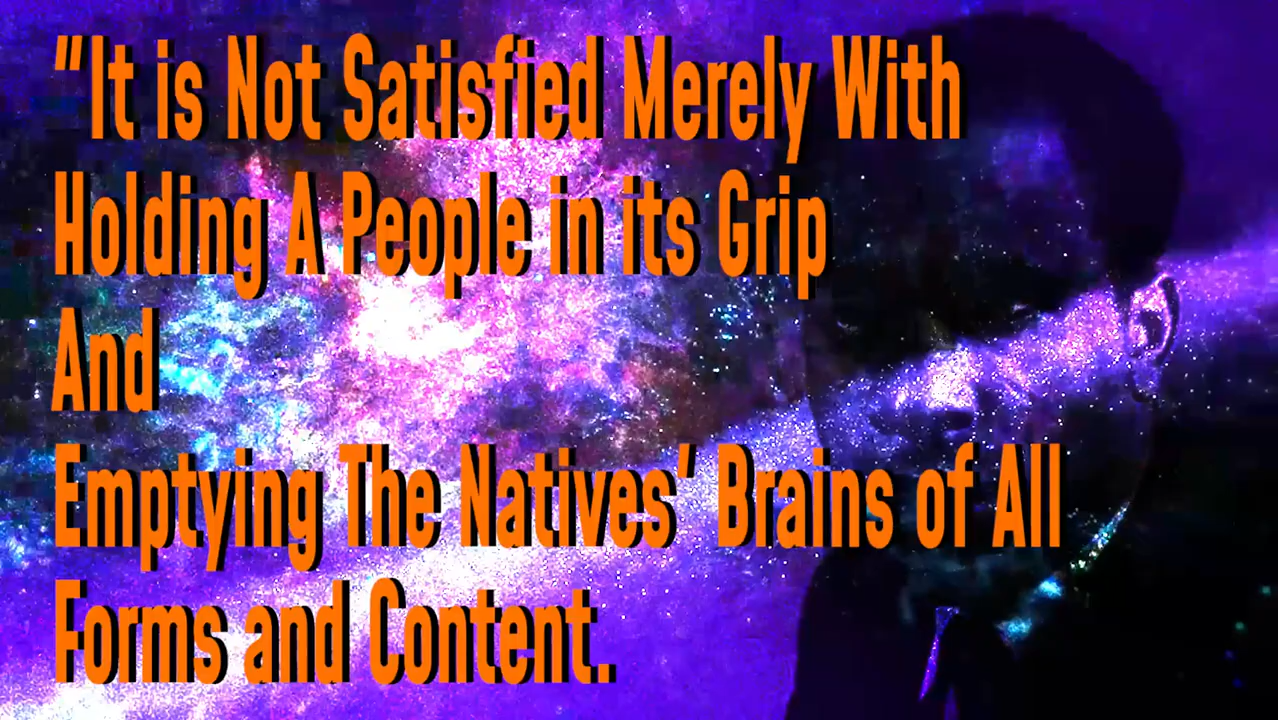 "It is Not Satisfied Merely With
Holding A People in its Grip
And
Emptying The Natives' Brains of All
Forms and Content.